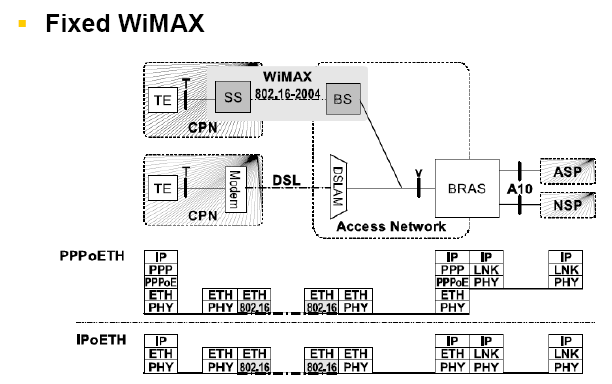 Fixed WiMAX
WiMAX
T
TE
SS
802.16-2004
BS
CPN
T
TE
Modem
DSL
DSLAM
V
BRAS
A10
ASP
NSP
CPN
Access Network
PPPoETH
IP
IP IP
IP
PPP
PPP LNK
LNK
PPPoE
PPPoE PHY
PHY
ETH
ETH ETH
ETH ETH
ETH
PHY
PHY 802.16
802.16 PHY
PHY
IPoETH
IP
IP IP
IP
ETH
ETH ETH
ETH ETH
ETH LNK
LNK
PHY
PHY 802.16
802.16 PHY
PHY PHY
PHY